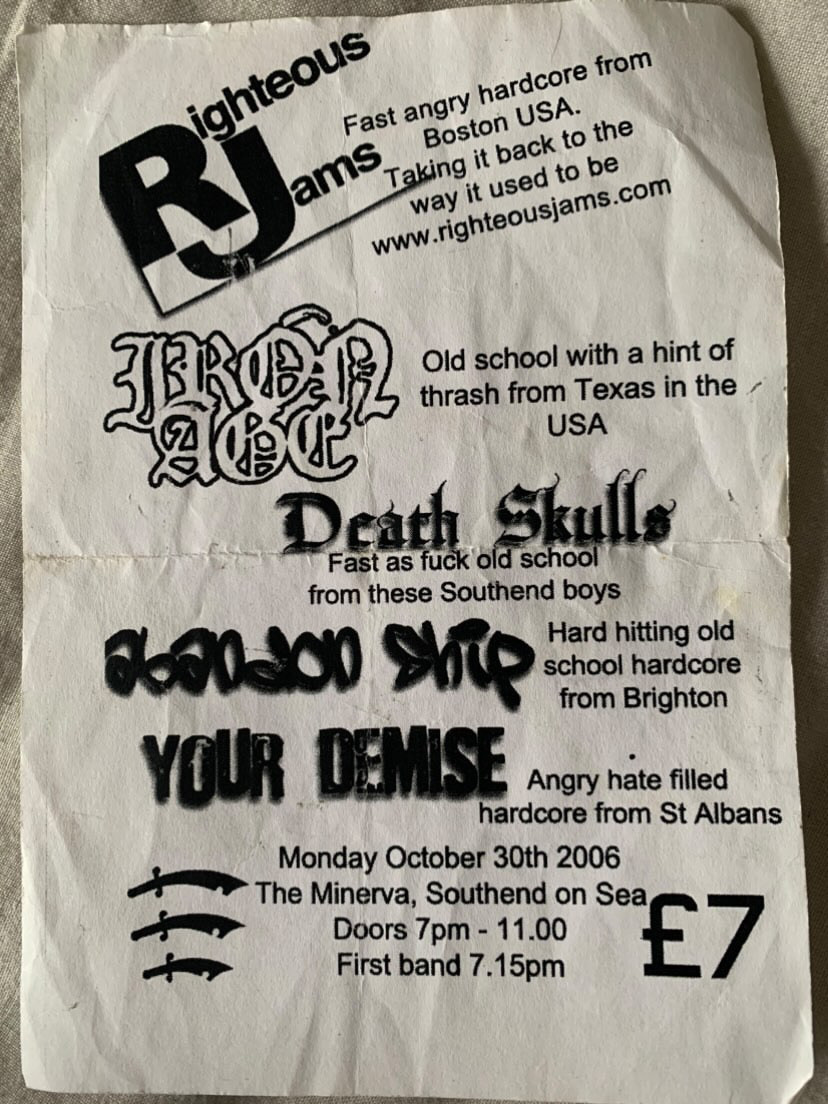 Righteous
Jams
Fast angry hardcore from
Boston USA.
Taking it back to the
way it used to be
www.righteousjams.com
IRON
AGE
Old school with a hint of
thrash from Texas in the
USA
Death Skulls
Fast as fuck old school
from these Southend boys
abandon ship
Hard hitting old
school hardcore
from Brighton
YOUR DEMISE
Angry hate filled
hardcore from St Albans
Monday October 30th 2006
The Minerva, Southend on Sea
Doors 7pm - 11.00
First band 7.15pm
£7